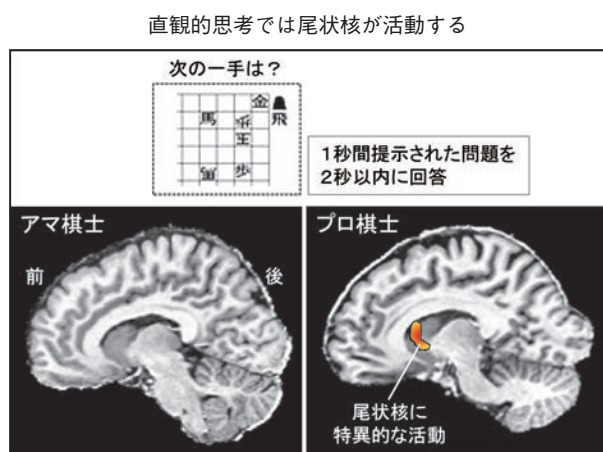 直観的思考では尾状核が活動する
次の一手は？
金
馬
飛
歩
1秒間提示された問題を
2秒以内に回答
アマ棋士
プロ棋士
前
後
尾状核に
特異的な活動